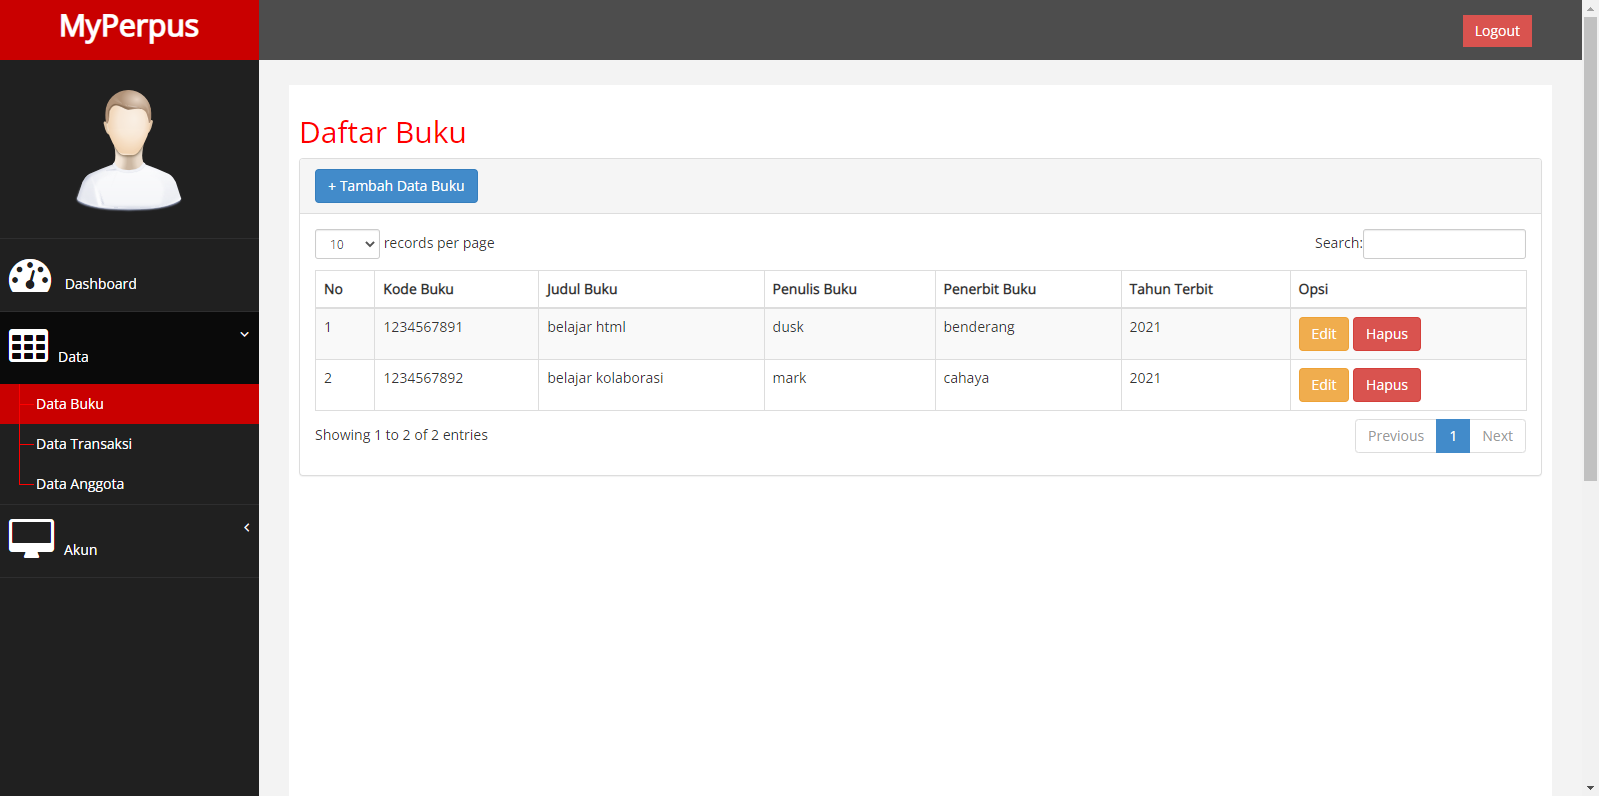 MyPerpus
Logout
Dashboard
Data
Data Buku
Data Transaksi
Data Anggota
Akun
Daftar Buku
+ Tambah Data Buku
10 records per page
Search:
No Kode Buku Judul Buku Penulis Buku Penerbit Buku Tahun Terbit Opsi
1 1234567891 belajar html dusk benderang 2021 Edit Hapus
2 1234567892 belajar kolaborasi mark cahaya 2021 Edit Hapus
Showing 1 to 2 of 2 entries
Previous 1 Next